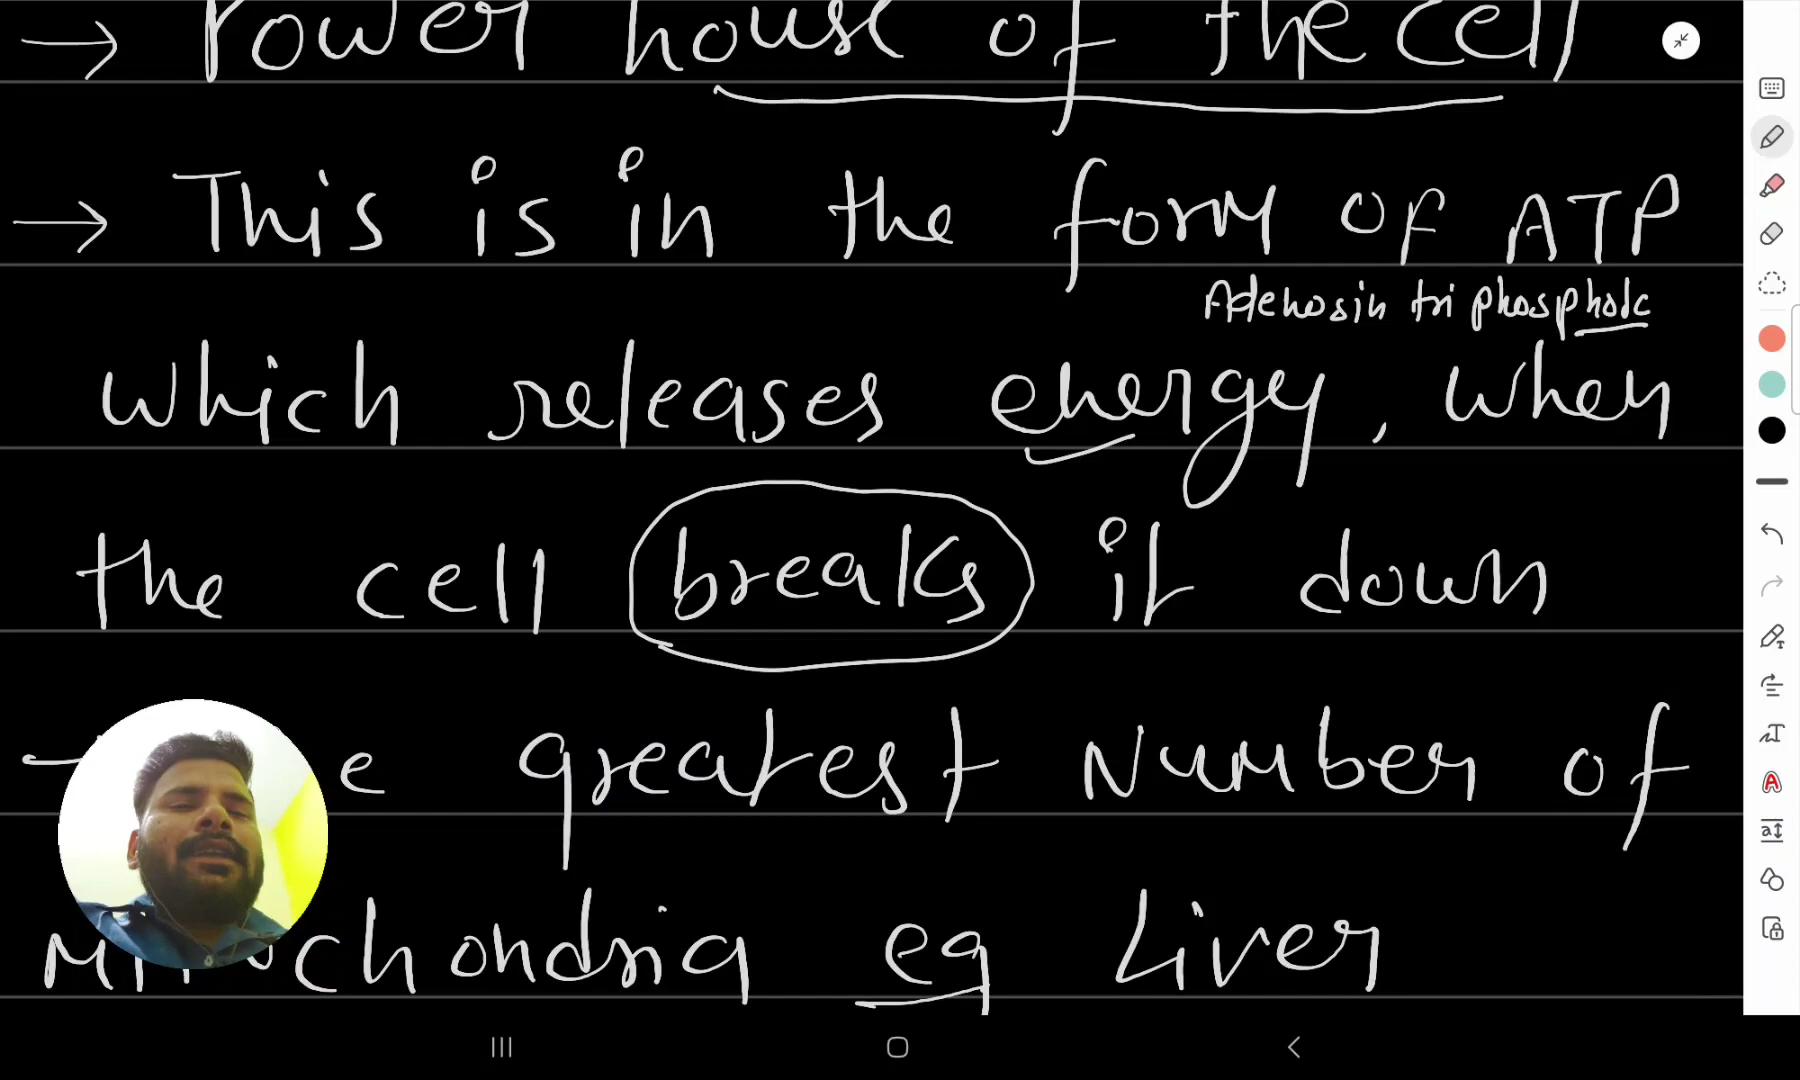 → Power house of the cell
→ This is in the form of ATP
Adenosin tri phosphate
which releases energy, when
the cell breaks it down
e greatest Number of
chondria eg Liver